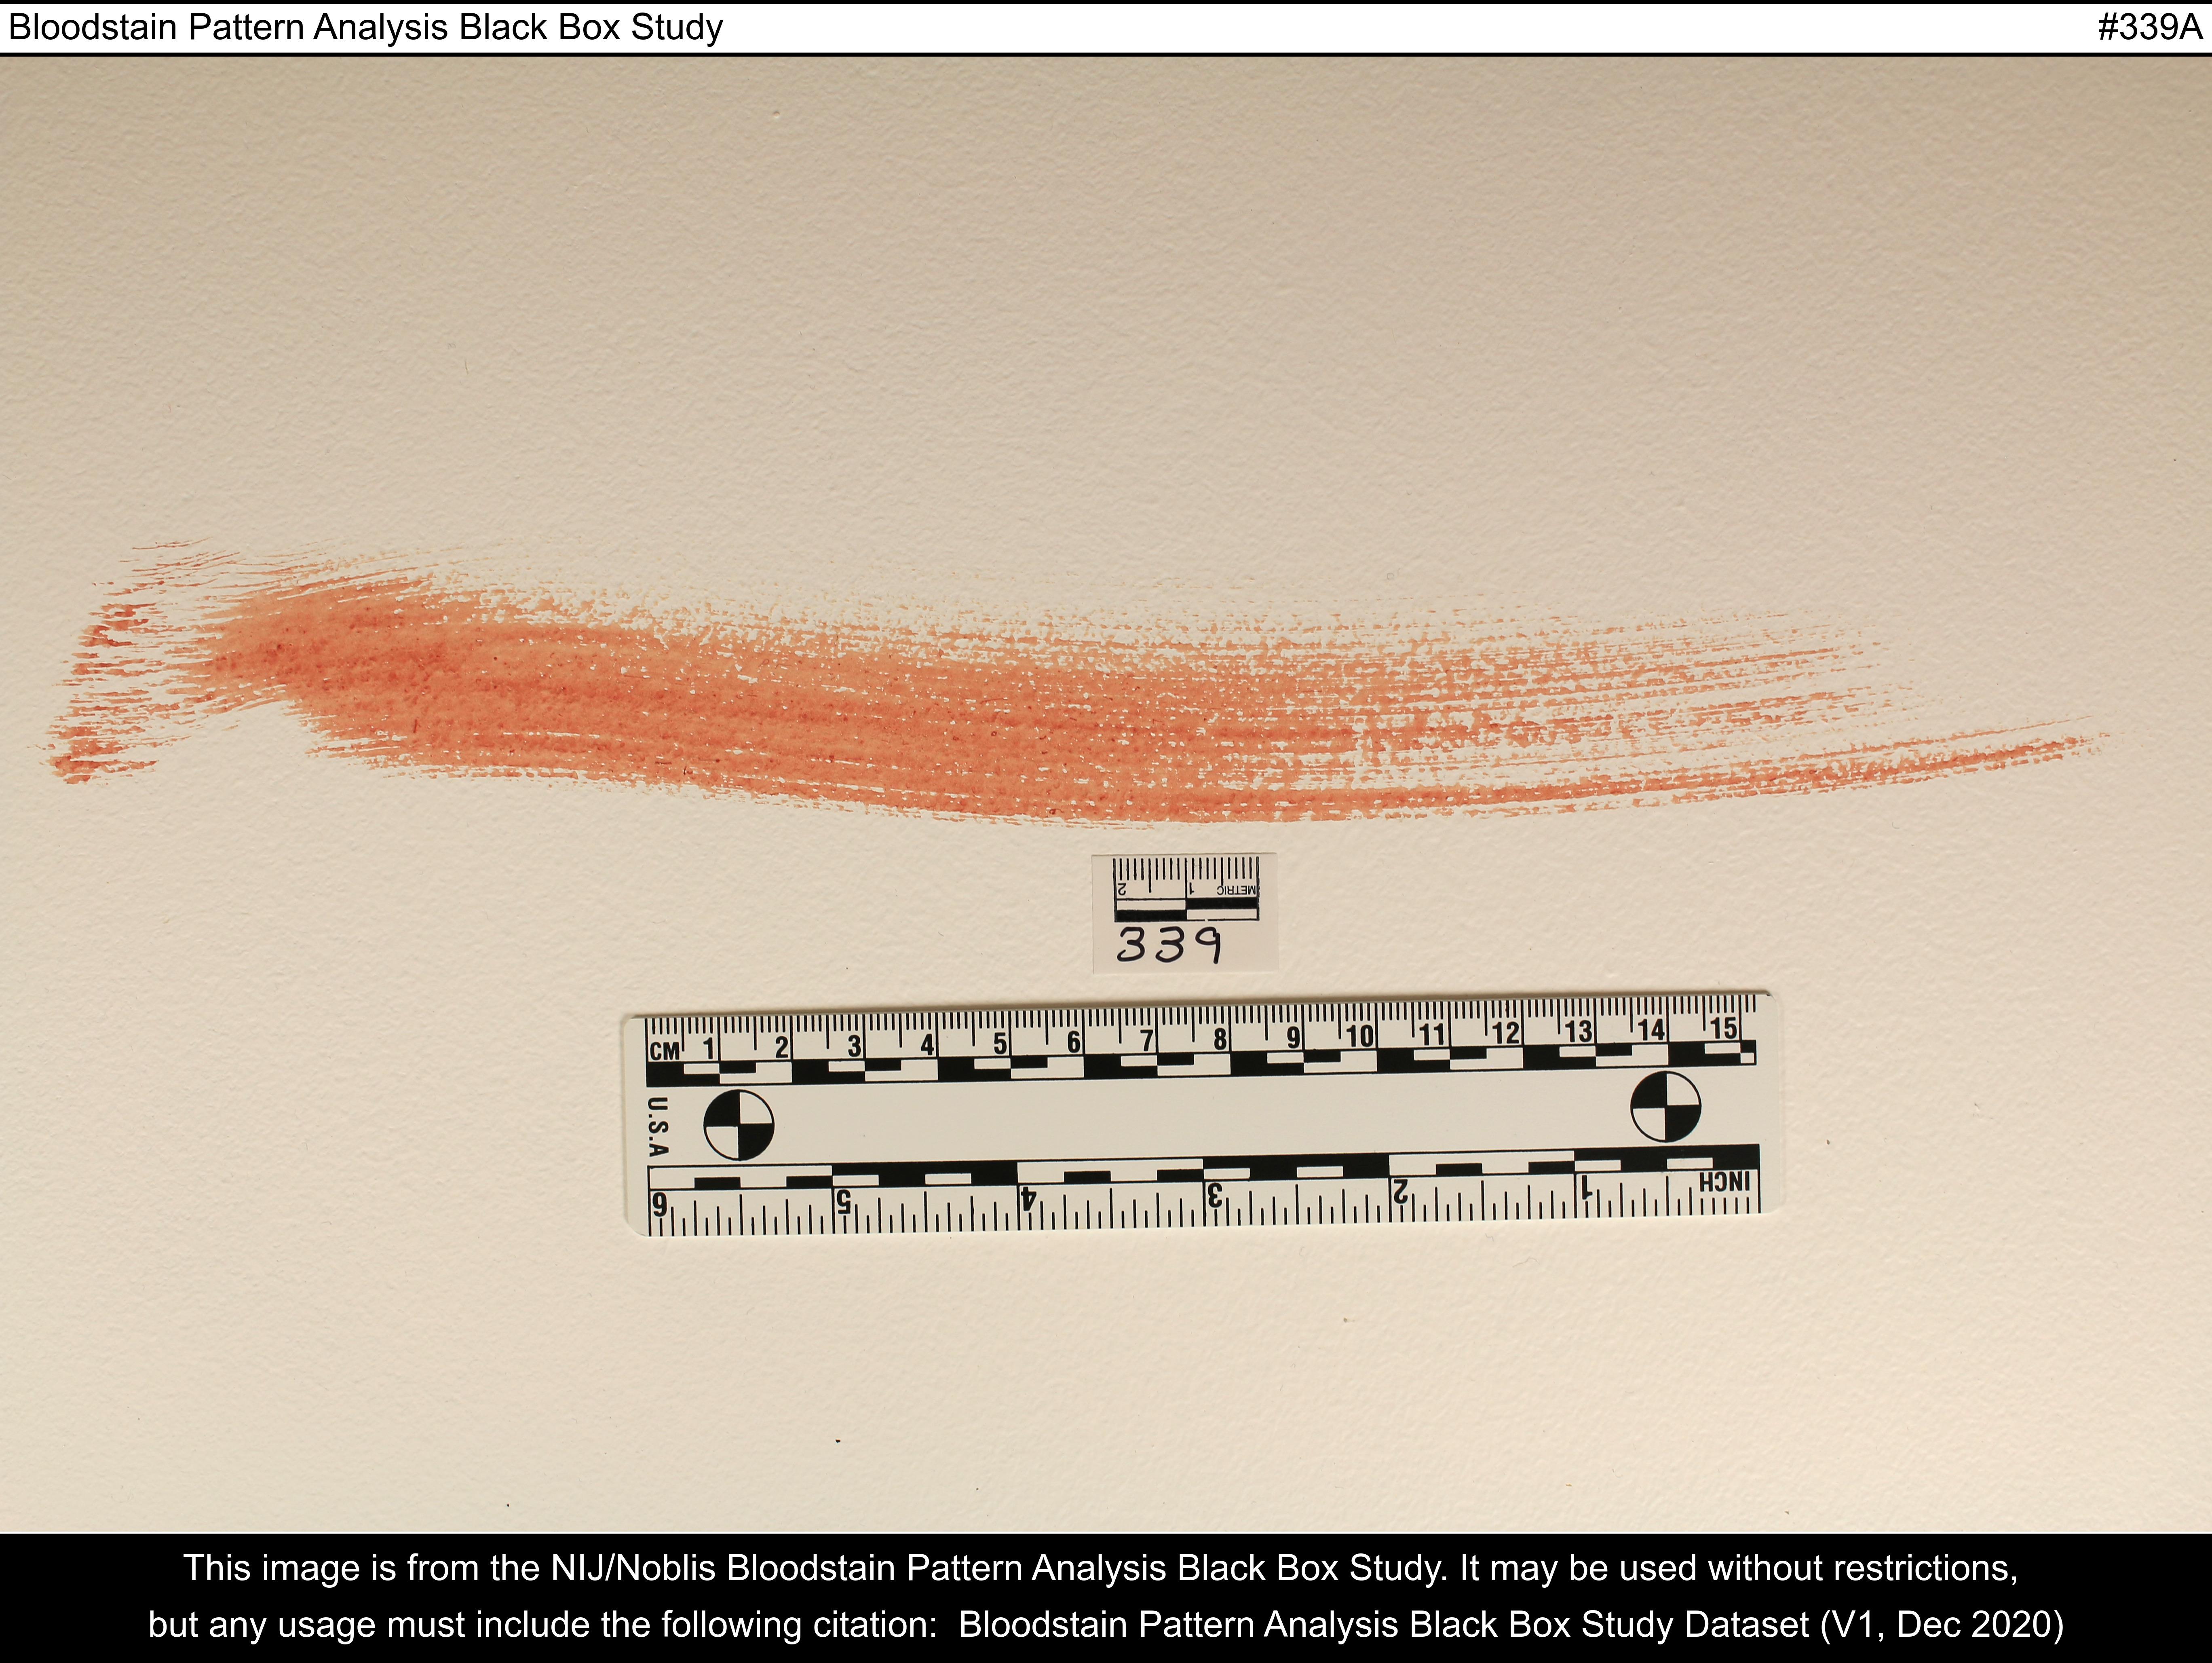 Bloodstain Pattern Analysis Black Box Study #339A
2 1 METRIC
339
CM 1 2 3 4 5 6 7 8 9 10 11 12 13 14 15
U.S.A
6 5 4 3 2 1 INCH
This image is from the NIJ/Noblis Bloodstain Pattern Analysis Black Box Study. It may be used without restrictions,
but any usage must include the following citation: Bloodstain Pattern Analysis Black Box Study Dataset (V1, Dec 2020)